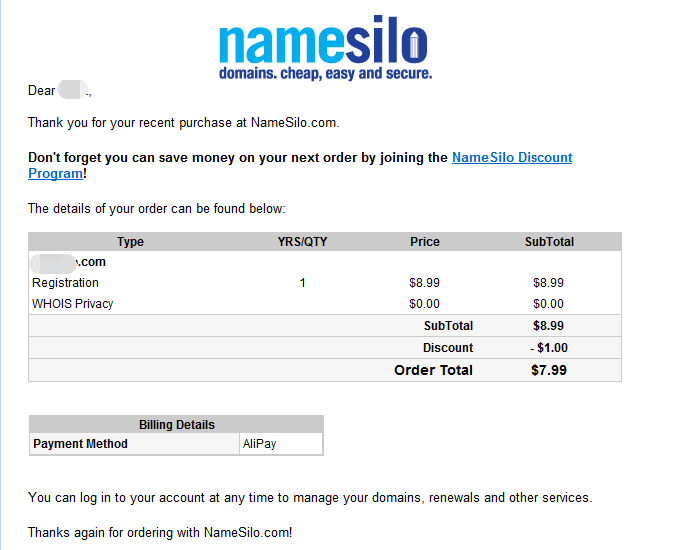 namesilo
domains. cheap, easy and secure.
Dear .,
Thank you for your recent purchase at NameSilo.com.
Don't forget you can save money on your next order by joining the NameSilo Discount
Program!
The details of your order can be found below:
Type YRS/QTY Price SubTotal
.com
Registration 1 $8.99 $8.99
WHOIS Privacy $0.00 $0.00
SubTotal $8.99
Discount - $1.00
Order Total $7.99
Billing Details
Payment Method AliPay
You can log in to your account at any time to manage your domains, renewals and other services.
Thanks again for ordering with NameSilo.com!